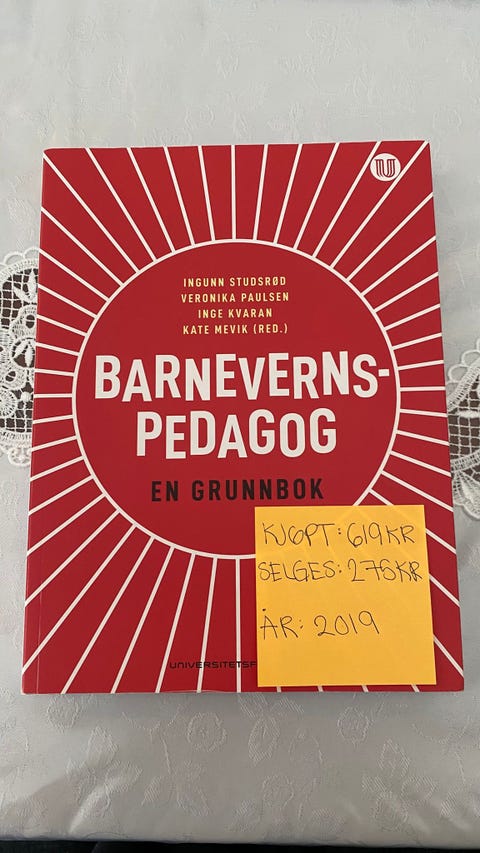 U
INGUNN STUDSRØD
VERONIKA PAULSEN
INGE KVARAN
KATE MEVIK (RED.)
BARNEVERNS-
PEDAGOG
EN GRUNNBOK
KJØPT: 619KR
SELGES: 275KR
ÅR: 2019
UNIVERSITETSF